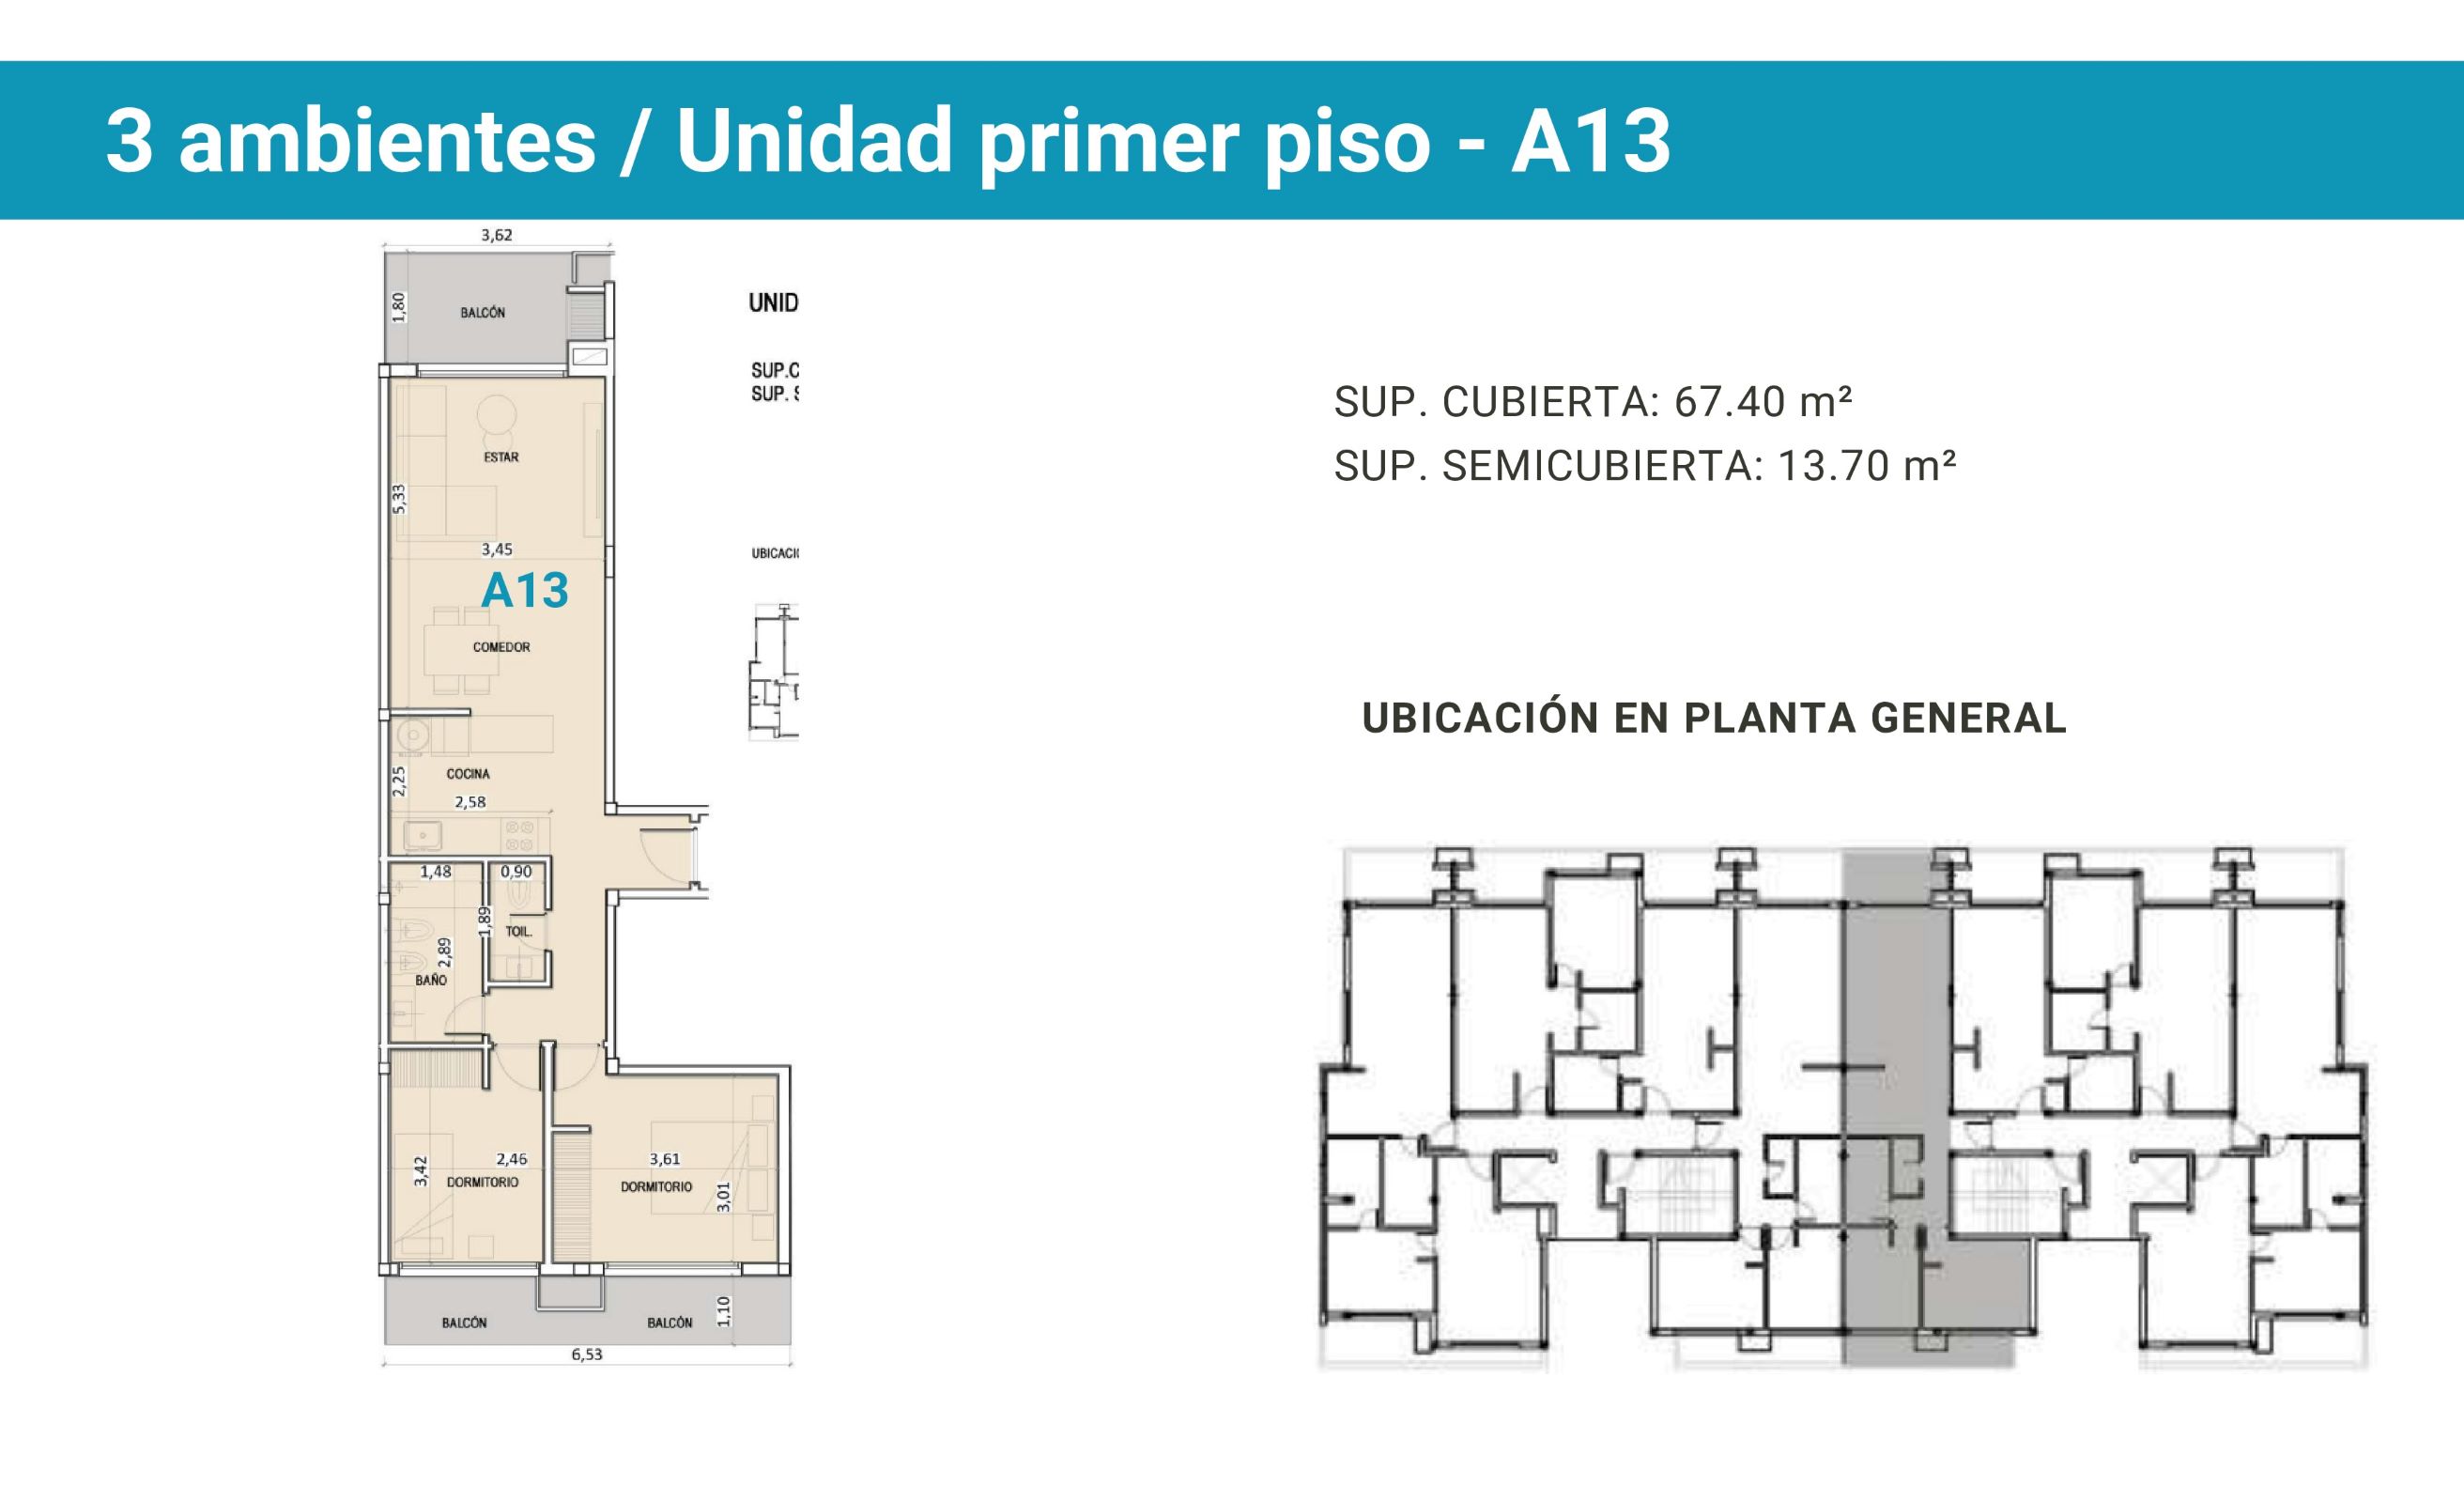 3 ambientes / Unidad primer piso - A13
3,62
1,80
BALCÓN
UNID
SUP.C
SUP. S
ESTAR
5,33
3,45
A13
UBICACIÓ
COMEDOR
COCINA
2,25
2,58
1,48
0,90
1,89
TOIL.
2,89
BAÑO
2,46
3,61
3,42
DORMITORIO
DORMITORIO
3,01
BALCÓN
BALCÓN
1,10
6,53
SUP. CUBIERTA: 67.40 m²
SUP. SEMICUBIERTA: 13.70 m²
UBICACIÓN EN PLANTA GENERAL